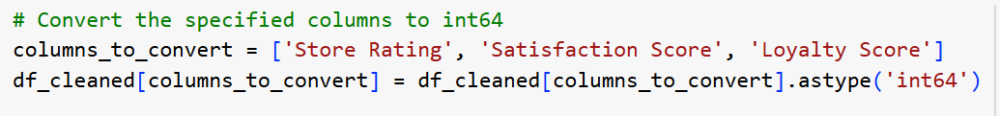 # Convert the specified columns to int64
columns_to_convert = ['Store Rating', 'Satisfaction Score', 'Loyalty Score']
df_cleaned[columns_to_convert] = df_cleaned[columns_to_convert].astype('int64')